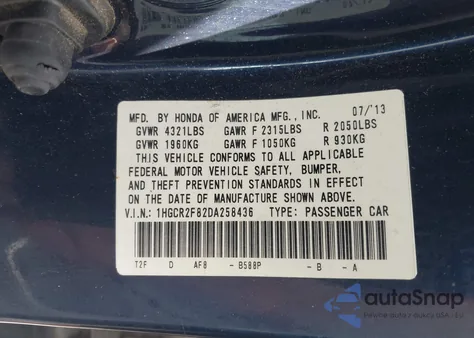 MFD. BY HONDA OF AMERICA MFG., INC. 07/13
GVWR 4321LBS GAWR F 2315LBS R 2050LBS
GVWR 1960KG GAWR F 1050KG R 930KG
THIS VEHICLE CONFORMS TO ALL APPLICABLE
FEDERAL MOTOR VEHICLE SAFETY, BUMPER,
AND THEFT PREVENTION STANDARDS IN EFFECT
ON THE DATE OF MANUFACTURE SHOWN ABOVE.
V.I.N.: 1HGCR2F82DA258436 TYPE: PASSENGER CAR
T2F D AF8 - B588P - B - A
autoSnap